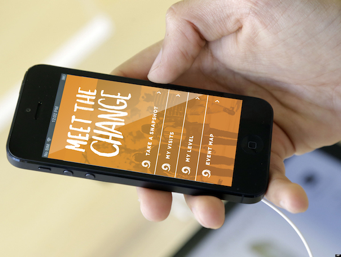 MEET THE
CHANGE
TAKE A SNAPSHOT
MY VISITS
MY LEVEL
EVENT MAP